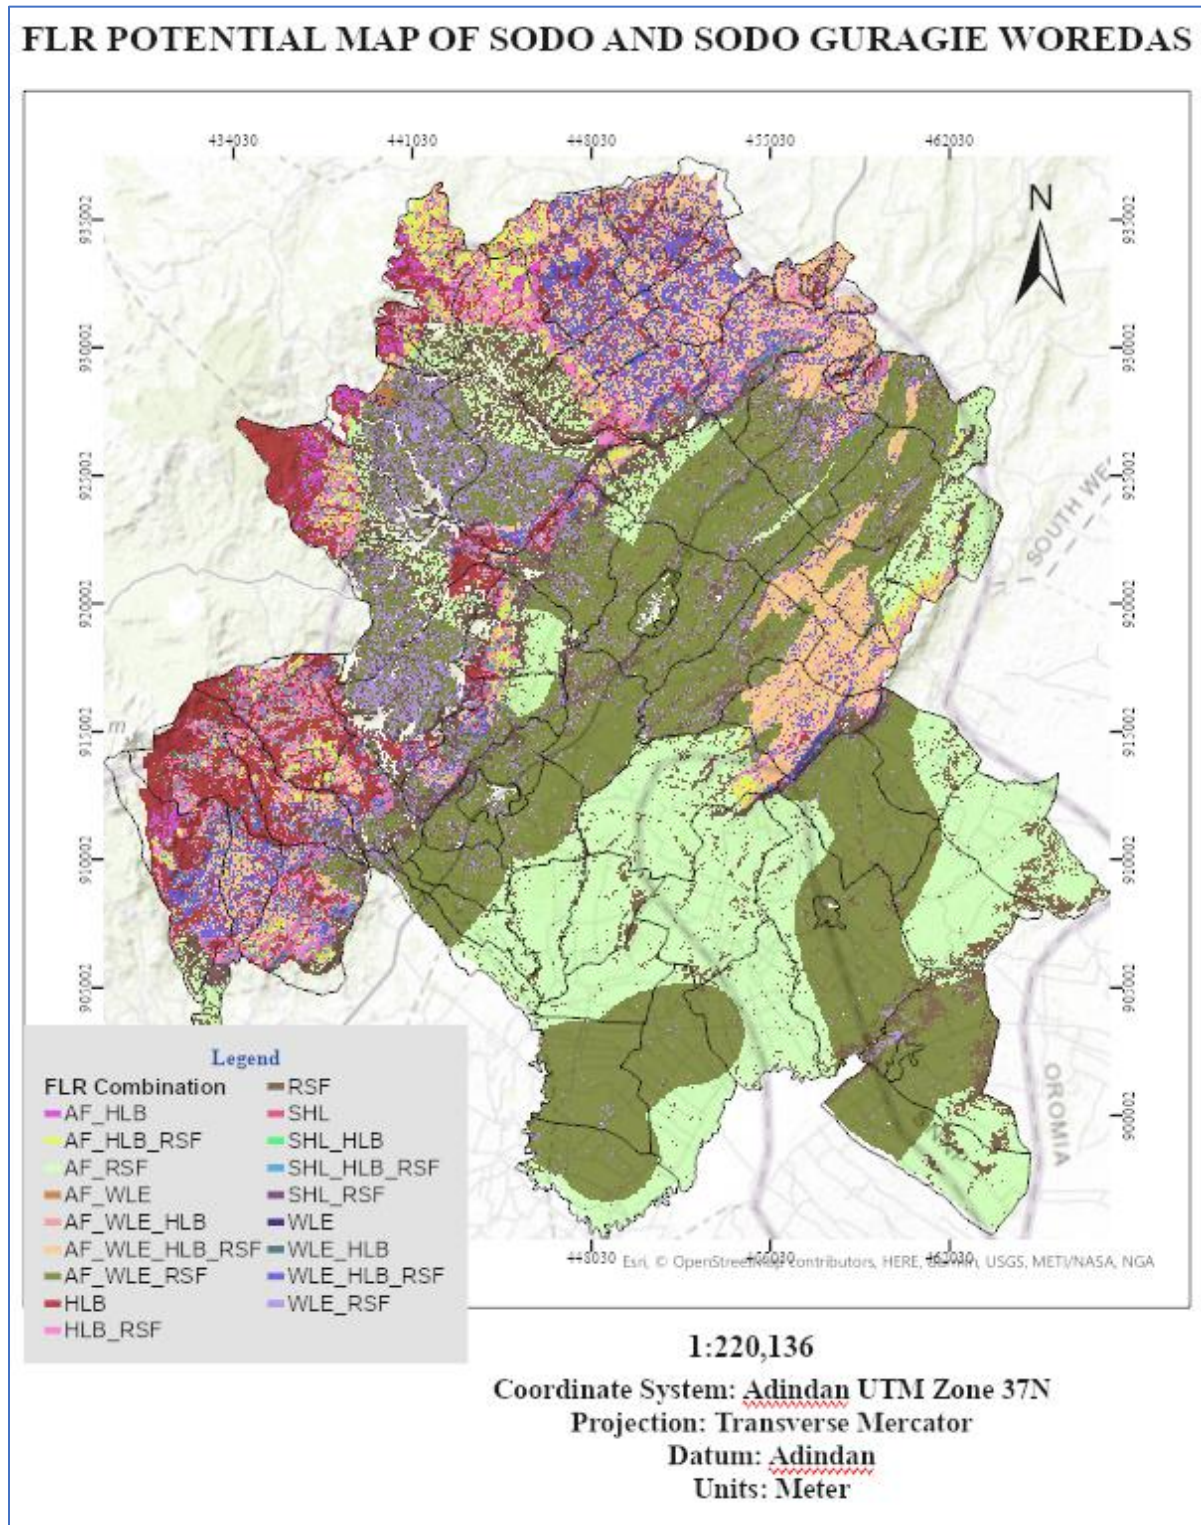 FLR POTENTIAL MAP OF SODO AND SODO GURAGIE WOREDAS
434030 441030 448030 455030 462030
N
935002 935002
930002 930002
925002 925002
SOUTH WE
920002 920002
915002 915002
m
910002 910002
905002 905002
OROMIA
900002
Legend
FLR Combination
AF_HLB
AF_HLB_RSF
AF_RSF
AF_WLE
AF_WLE_HLB
AF_WLE_HLB_RSF
AF_WLE_RSF
HLB
HLB_RSF
RSF
SHL
SHL_HLB
SHL_HLB_RSF
SHL_RSF
WLE
WLE_HLB
WLE_HLB_RSF
WLE_RSF
448030 455030 462030
Esri, © OpenStreetMap contributors, HERE, Garmin, USGS, METI/NASA, NGA
1:220,136
Coordinate System: Adindan UTM Zone 37N
Projection: Transverse Mercator
Datum: Adindan
Units: Meter